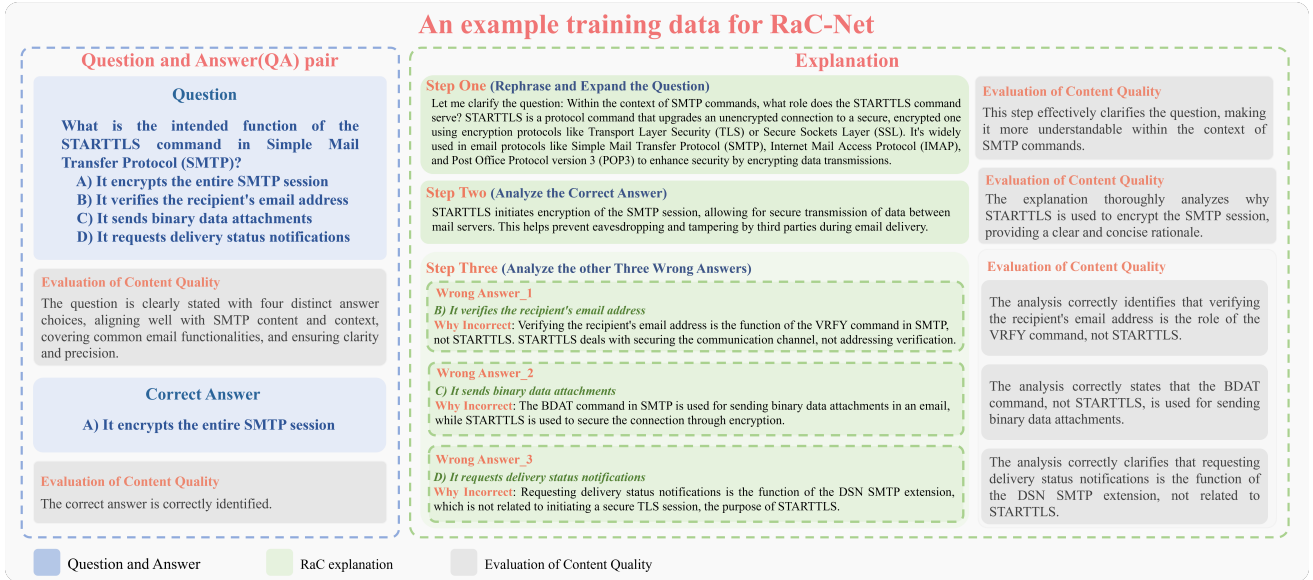 An example training data for RaC-Net
Question and Answer(QA) pair
Question
What is the intended function of the
STARTTLS command in Simple Mail
Transfer Protocol (SMTP)?
A) It encrypts the entire SMTP session
B) It verifies the recipient's email address
C) It sends binary data attachments
D) It requests delivery status notifications
Evaluation of Content Quality
The question is clearly stated with four distinct answer
choices, aligning well with SMTP content and context,
covering common email functionalities, and ensuring clarity
and precision.
Correct Answer
A) It encrypts the entire SMTP session
Evaluation of Content Quality
The correct answer is correctly identified.
Explanation
Step One (Rephrase and Expand the Question)
Let me clarify the question: Within the context of SMTP commands, what role does the STARTTLS command
serve? STARTTLS is a protocol command that upgrades an unencrypted connection to a secure, encrypted one
using encryption protocols like Transport Layer Security (TLS) or Secure Sockets Layer (SSL). It's widely
used in email protocols like Simple Mail Transfer Protocol (SMTP), Internet Mail Access Protocol (IMAP),
and Post Office Protocol version 3 (POP3) to enhance security by encrypting data transmissions.
Evaluation of Content Quality
This step effectively clarifies the question, making
it more understandable within the context of
SMTP commands.
Step Two (Analyze the Correct Answer)
STARTTLS initiates encryption of the SMTP session, allowing for secure transmission of data between
mail servers. This helps prevent eavesdropping and tampering by third parties during email delivery.
Evaluation of Content Quality
The explanation thoroughly analyzes why
STARTTLS is used to encrypt the SMTP session,
providing a clear and concise rationale.
Step Three (Analyze the other Three Wrong Answers)
Wrong Answer_1
B) It verifies the recipient's email address
Why Incorrect: Verifying the recipient's email address is the function of the VRFY command in SMTP,
not STARTTLS. STARTTLS deals with securing the communication channel, not addressing verification.
Wrong Answer_2
C) It sends binary data attachments
Why Incorrect: The BDAT command in SMTP is used for sending binary data attachments in an email,
while STARTTLS is used to secure the connection through encryption.
Wrong Answer_3
D) It requests delivery status notifications
Why Incorrect: Requesting delivery status notifications is the function of the DSN SMTP extension,
which is not related to initiating a secure TLS session, the purpose of STARTTLS.
Evaluation of Content Quality
The analysis correctly identifies that verifying
the recipient's email address is the role of the
VRFY command, not STARTTLS.
The analysis correctly states that the BDAT
command, not STARTTLS, is used for sending
binary data attachments.
The analysis correctly clarifies that requesting
delivery status notifications is the function of
the DSN SMTP extension, not related to
STARTTLS.
Question and Answer
RaC explanation
Evaluation of Content Quality